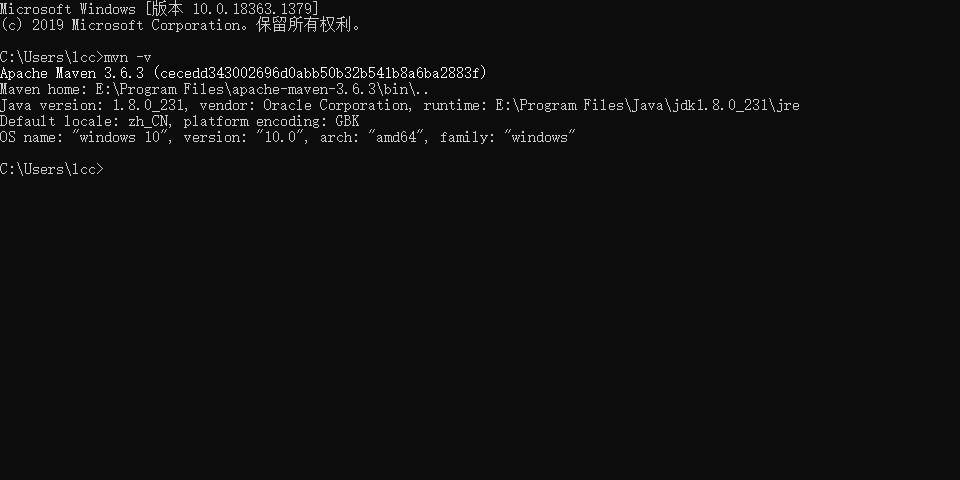 Microsoft Windows [版本 10.0.18363.1379]
(c) 2019 Microsoft Corporation。保留所有权利。
C:\Users\lcc>mvn -v
Apache Maven 3.6.3 (cecedd343002696d0abb50b32b541b8a6ba2883f)
Maven home: E:\Program Files\apache-maven-3.6.3\bin\..
Java version: 1.8.0_231, vendor: Oracle Corporation, runtime: E:\Program Files\Java\jdk1.8.0_231\jre
Default locale: zh_CN, platform encoding: GBK
OS name: "windows 10", version: "10.0", arch: "amd64", family: "windows"
C:\Users\lcc>